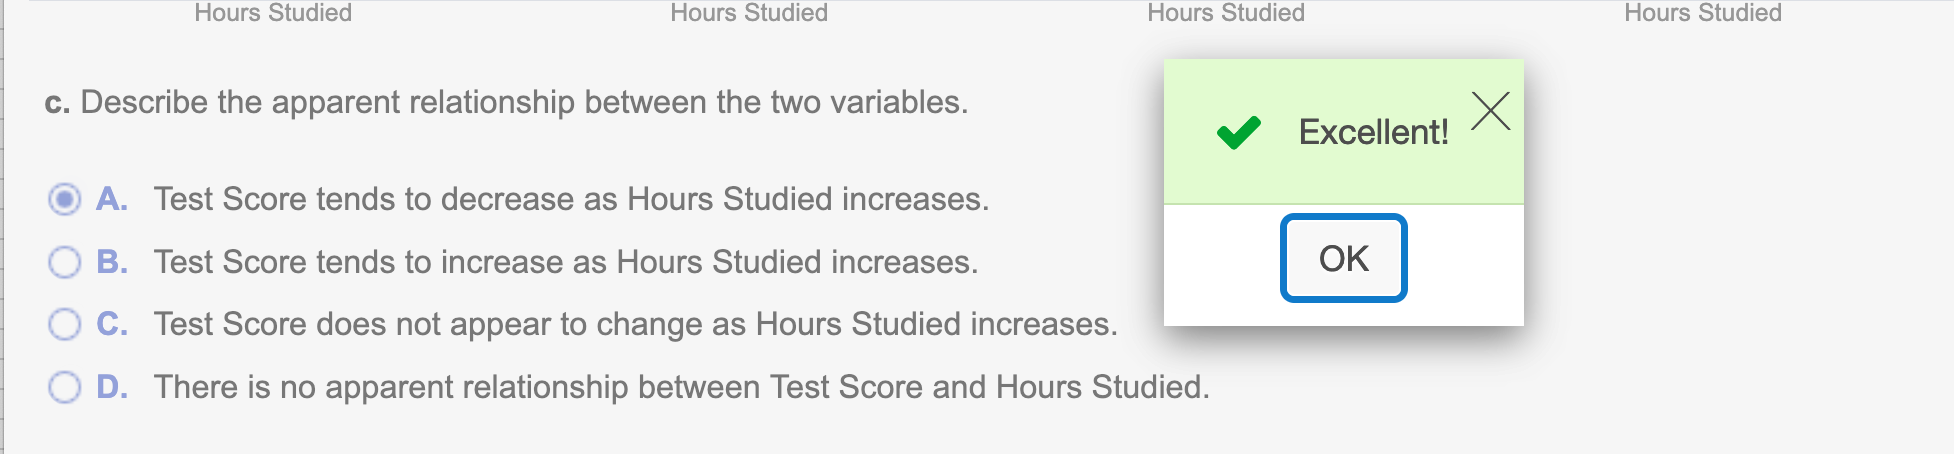 Hours Studied Hours Studied Hours Studied Hours Studied
c. Describe the apparent relationship between the two variables.
Excellent!
OK
A. Test Score tends to decrease as Hours Studied increases.
B. Test Score tends to increase as Hours Studied increases.
C. Test Score does not appear to change as Hours Studied increases.
D. There is no apparent relationship between Test Score and Hours Studied.